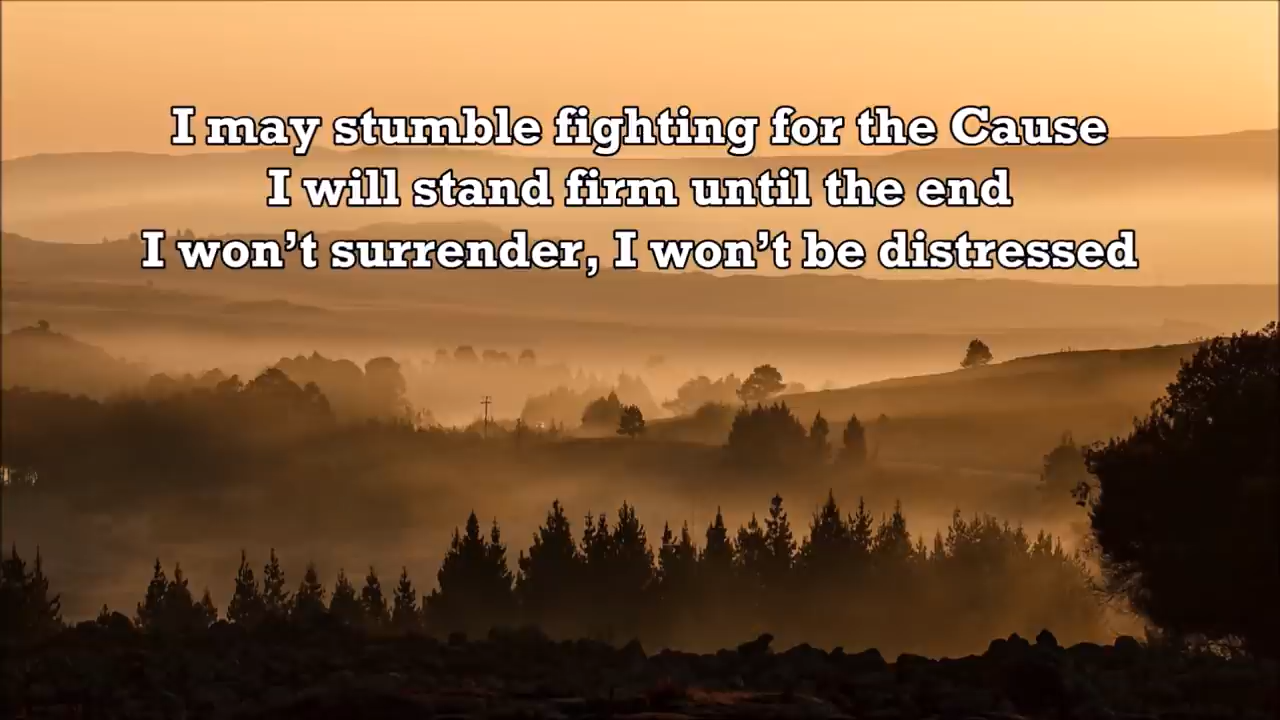 I may stumble fighting for the Cause
I will stand firm until the end
I won’t surrender, I won’t be distressed